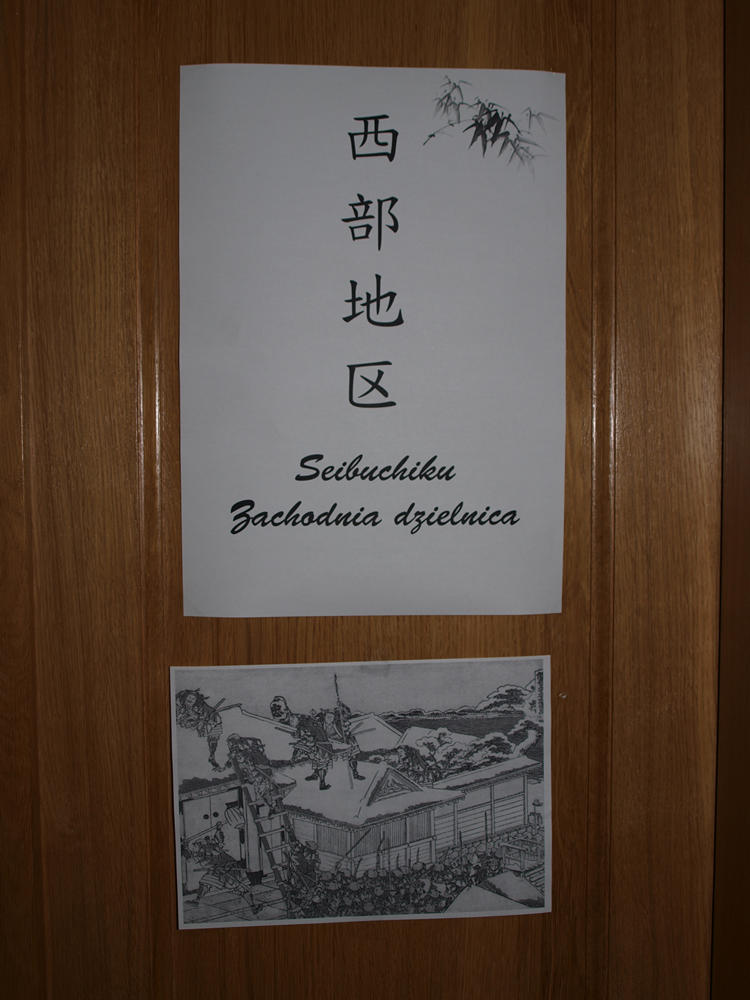 西部地区
Seibuchiku
Zachodnia dzielnica